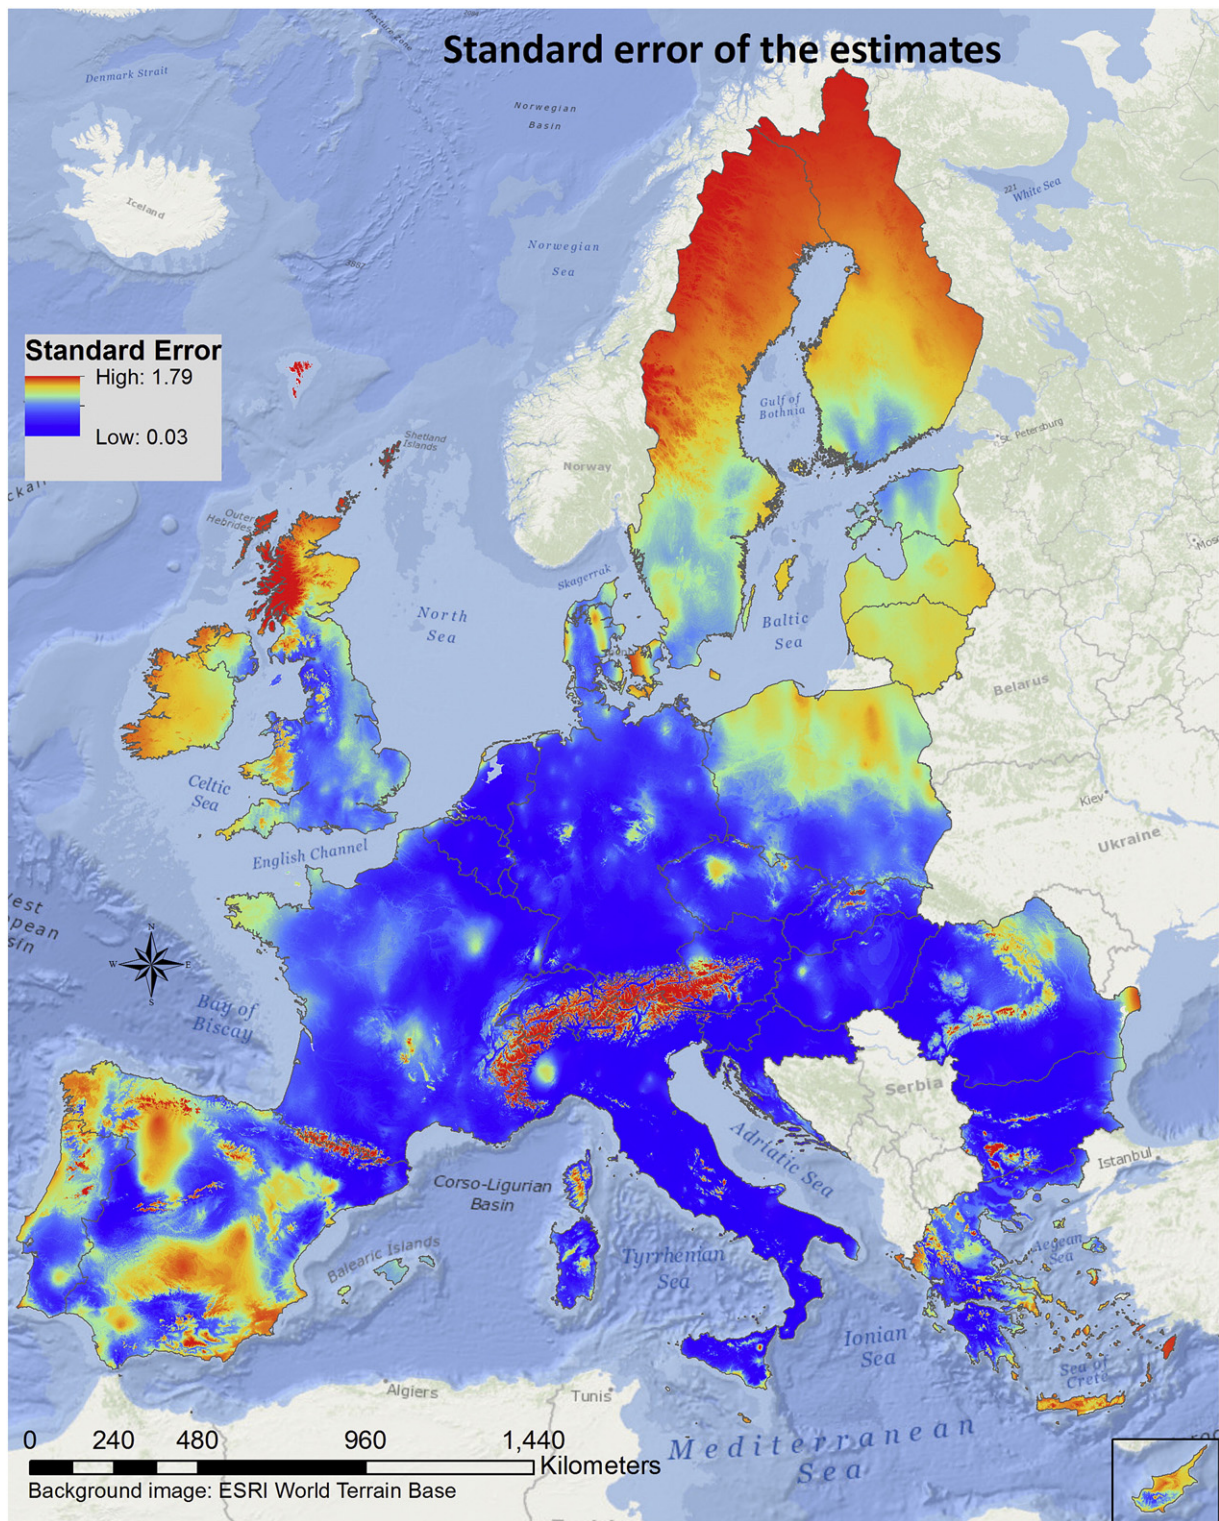 Standard error of the estimates
Denmark Strait
Norwegian
Basin
Iceland
White Sea
Norwegian
Sea
Standard Error
High: 1.79
Low: 0.03
Gulf of
Bothnia
St. Petersburg
Shetland
Islands
Norway
Outer
Hebrides
Skagerrak
North
Sea
Baltic
Sea
Belarus
Celtic
Sea
Kiev
Ukraine
English Channel
N
W
E
S
Bay of
Biscay
Serbia
Istanbul
Adriatic Sea
Corso-Ligurian
Basin
Balearic Islands
Tyrrhenian
Sea
Aegean
Sea
Ionian
Sea
Sea of
Crete
Algiers
Tunis
Mediterranean
Sea
0 240 480 960 1,440
Kilometers
Background image: ESRI World Terrain Base